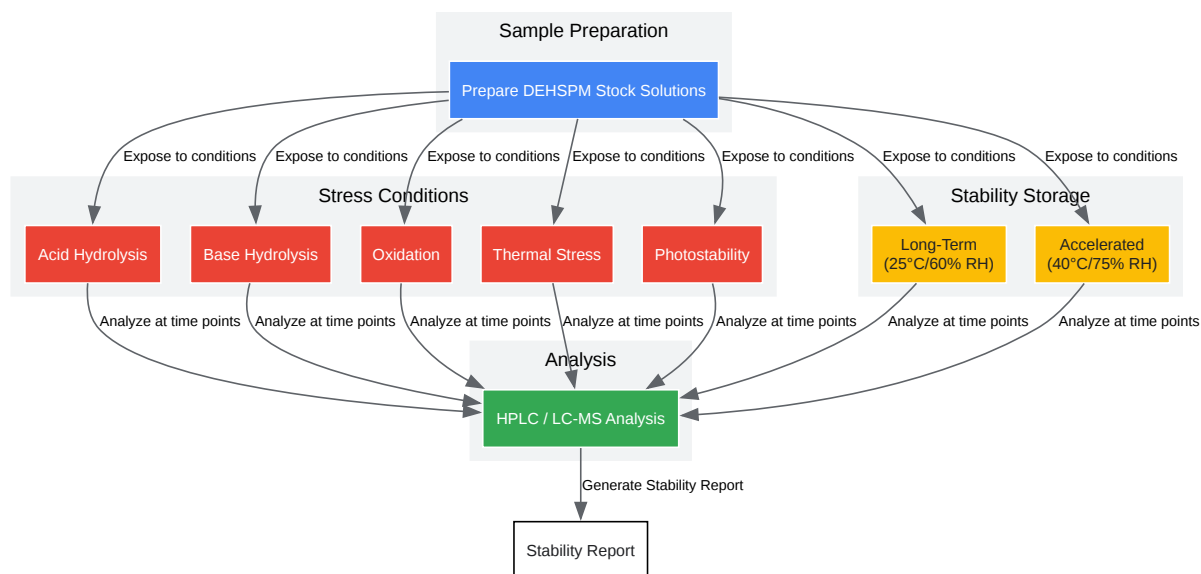 Sample Preparation
Prepare DEHSPM Stock Solutions
Expose to conditions
Expose to conditions
Expose to conditions
Expose to conditions
Expose to conditions
Expose to conditions
Expose to conditions
Stress Conditions
Stability Storage
Acid Hydrolysis
Base Hydrolysis
Oxidation
Thermal Stress
Photostability
Long-Term
(25°C/60% RH)
Accelerated
(40°C/75% RH)
Analyze at time points
Analyze at time points
Analyze at time points
Analyze at time points
Analyze at time points
Analyze at time points
Analyze at time points
Analysis
HPLC / LC-MS Analysis
Generate Stability Report
Stability Report